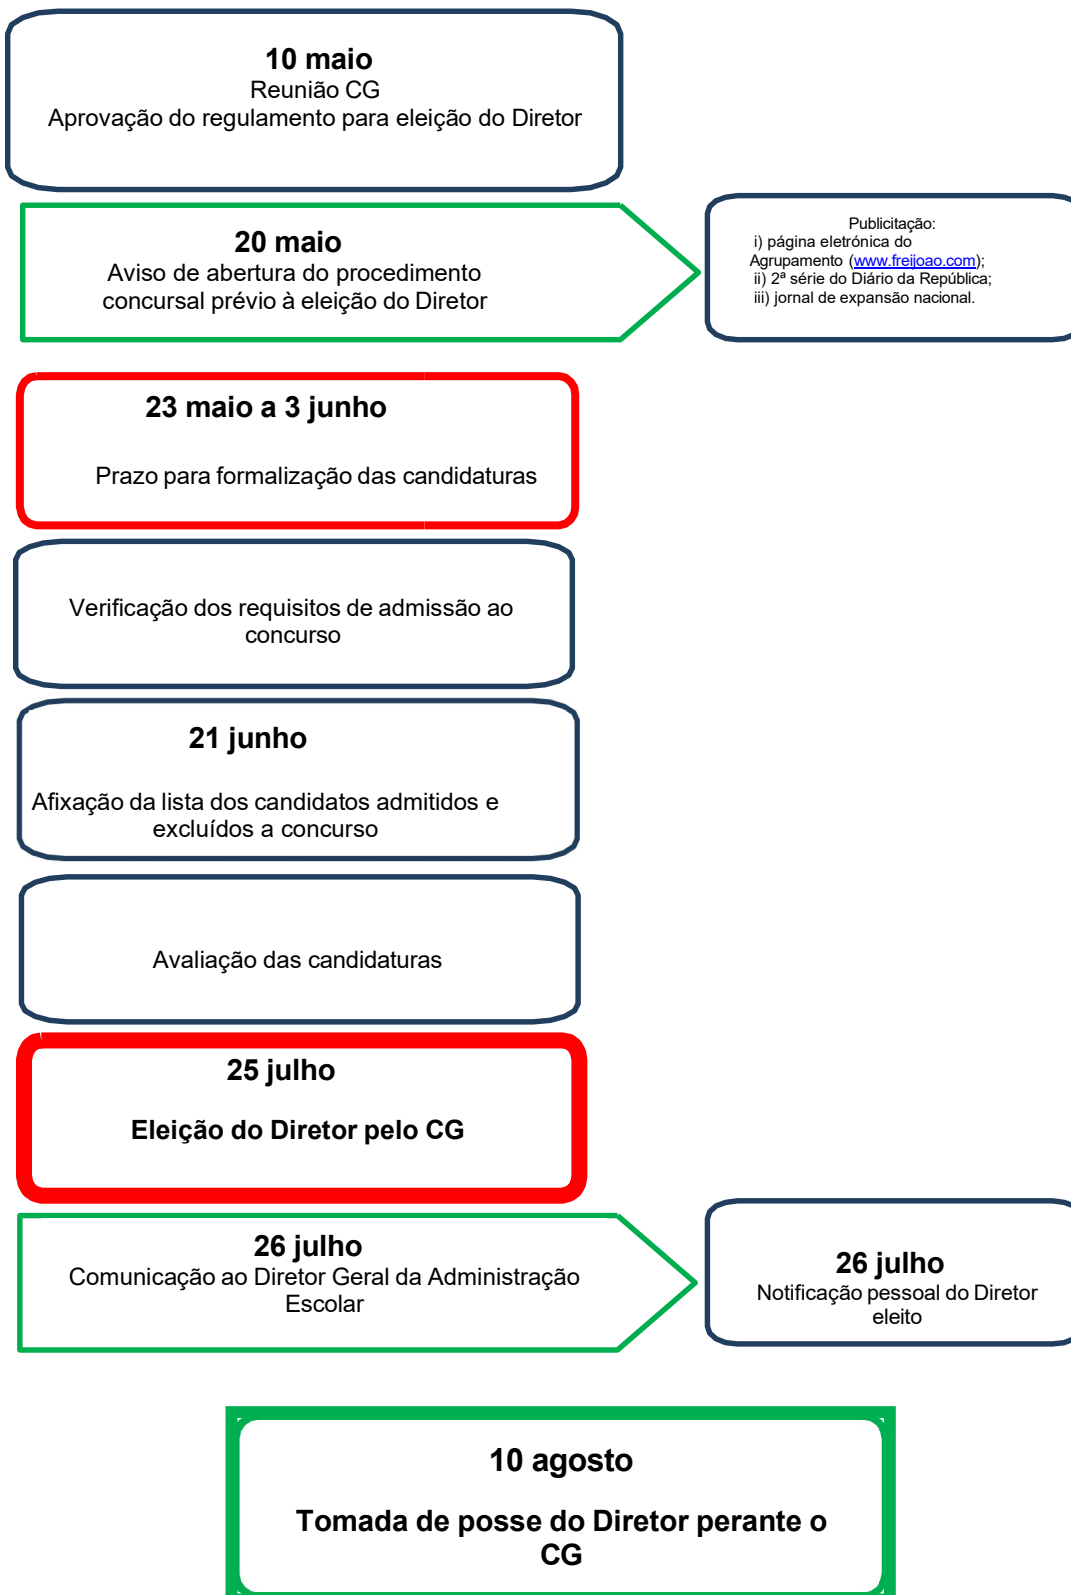 10 maio
Reunião CG
Aprovação do regulamento para eleição do Diretor
20 maio
Aviso de abertura do procedimento
concursal prévio à eleição do Diretor
Publicitação:
i) página eletrónica do
Agrupamento (www.freijoao.com);
ii) 2ª série do Diário da República;
iii) jornal de expansão nacional.
23 maio a 3 junho
Prazo para formalização das candidaturas
Verificação dos requisitos de admissão ao
concurso
21 junho
Afixação da lista dos candidatos admitidos e
excluídos a concurso
Avaliação das candidaturas
25 julho
Eleição do Diretor pelo CG
26 julho
Comunicação ao Diretor Geral da Administração
Escolar
26 julho
Notificação pessoal do Diretor
eleito
10 agosto
Tomada de posse do Diretor perante o
CG